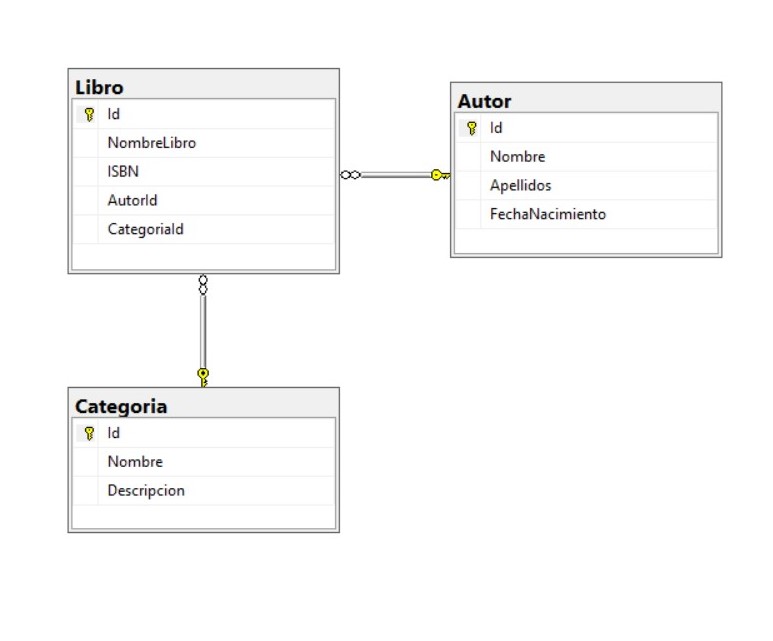 Libro
Id
NombreLibro
ISBN
AutorId
CategoriaId
Autor
Id
Nombre
Apellidos
FechaNacimiento
Categoria
Id
Nombre
Descripcion